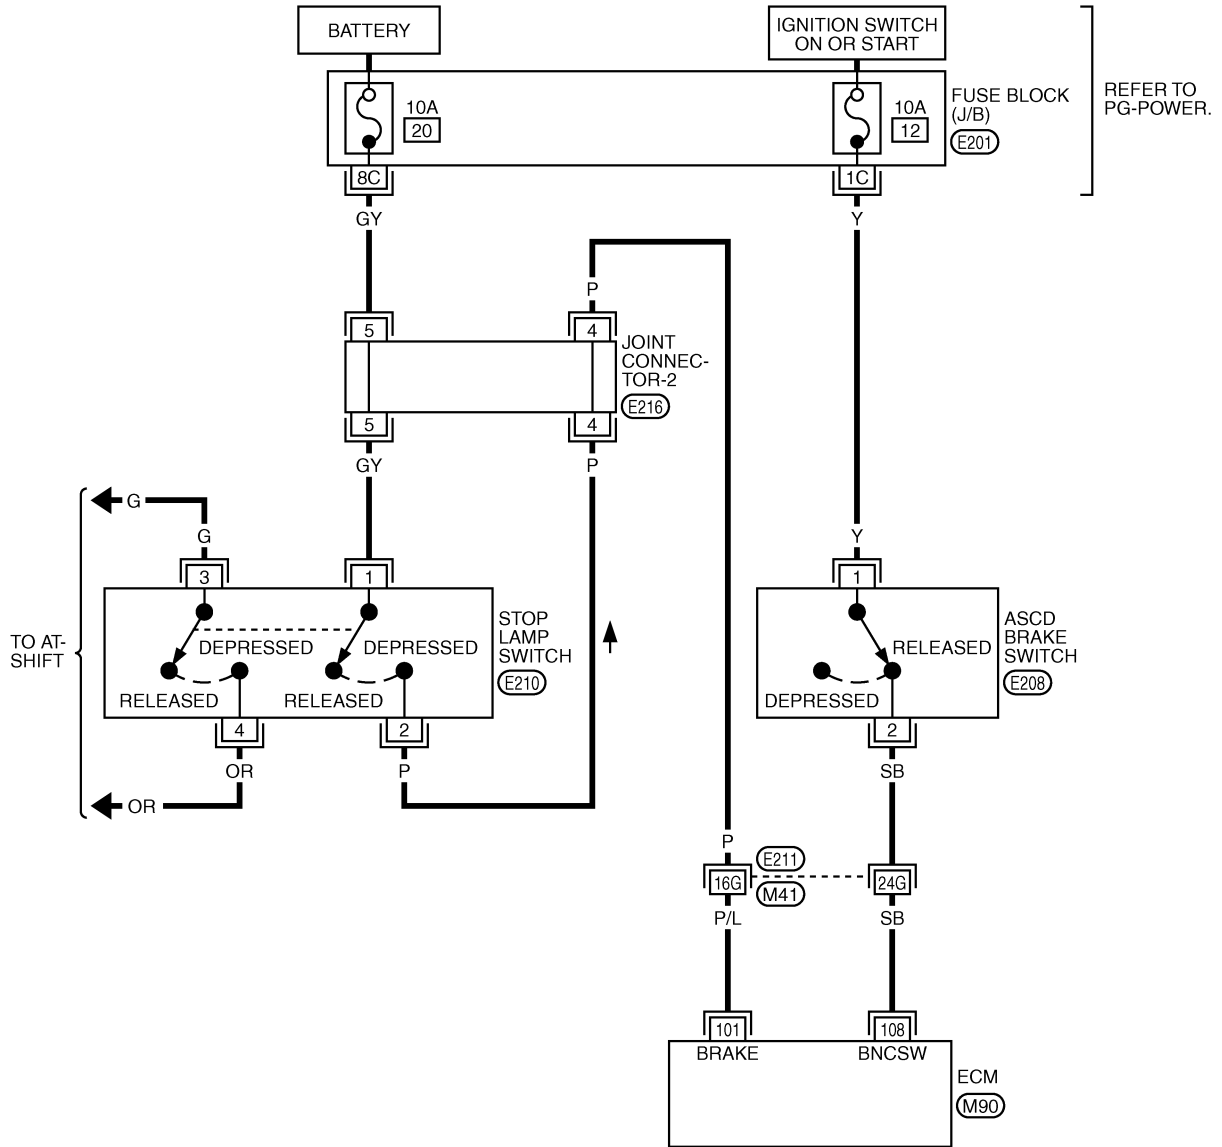 BATTERY
IGNITION SWITCH
ON OR START
10A
20
10A
12
FUSE BLOCK
(J/B)
E201
REFER TO
PG-POWER.
8C
1C
GY
Y
P
5
4
JOINT
CONNEC-
TOR-2
E216
5
4
GY
P
G
G
Y
3
1
1
TO AT-
SHIFT
DEPRESSED
DEPRESSED
RELEASED
RELEASED
STOP
LAMP
SWITCH
E210
RELEASED
DEPRESSED
ASCD
BRAKE
SWITCH
E208
4
2
2
OR
P
SB
OR
P
E211
16G
24G
M41
P/L
SB
101
108
BRAKE
BNCSW
ECM
M90